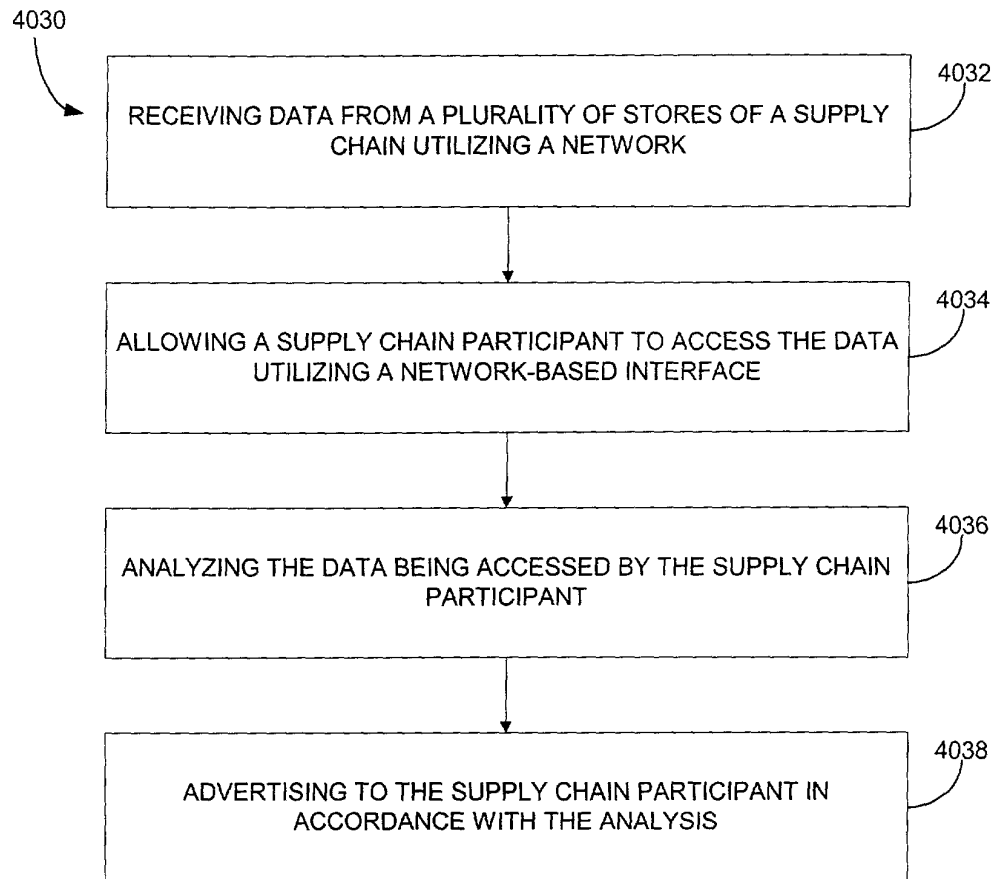 4030
4032
RECEIVING DATA FROM A PLURALITY OF STORES OF A SUPPLY
CHAIN UTILIZING A NETWORK
4034
ALLOWING A SUPPLY CHAIN PARTICIPANT TO ACCESS THE DATA
UTILIZING A NETWORK-BASED INTERFACE
4036
ANALYZING THE DATA BEING ACCESSED BY THE SUPPLY CHAIN
PARTICIPANT
4038
ADVERTISING TO THE SUPPLY CHAIN PARTICIPANT IN
ACCORDANCE WITH THE ANALYSIS